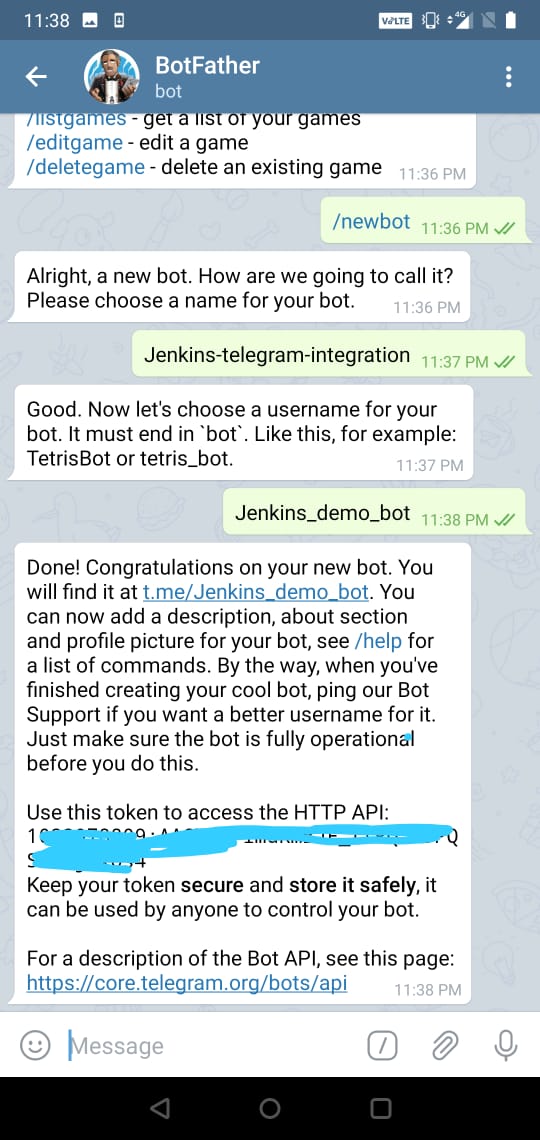 11:38
VoLTE
4G
BotFather
bot
/listgames - get a list of your games
/editgame - edit a game
/deletegame - delete an existing game 11:36 PM
/newbot 11:36 PM
Alright, a new bot. How are we going to call it?
Please choose a name for your bot. 11:36 PM
Jenkins-telegram-integration 11:37 PM
Good. Now let's choose a username for your
bot. It must end in `bot`. Like this, for example:
TetrisBot or tetris_bot. 11:37 PM
Jenkins_demo_bot 11:38 PM
Done! Congratulations on your new bot. You
will find it at t.me/Jenkins_demo_bot. You
can now add a description, about section
and profile picture for your bot, see /help for
a list of commands. By the way, when you've
finished creating your cool bot, ping our Bot
Support if you want a better username for it.
Just make sure the bot is fully operational
before you do this.
Use this token to access the HTTP API:
Keep your token secure and store it safely, it
can be used by anyone to control your bot.
For a description of the Bot API, see this page:
https://core.telegram.org/bots/api 11:38 PM
Message